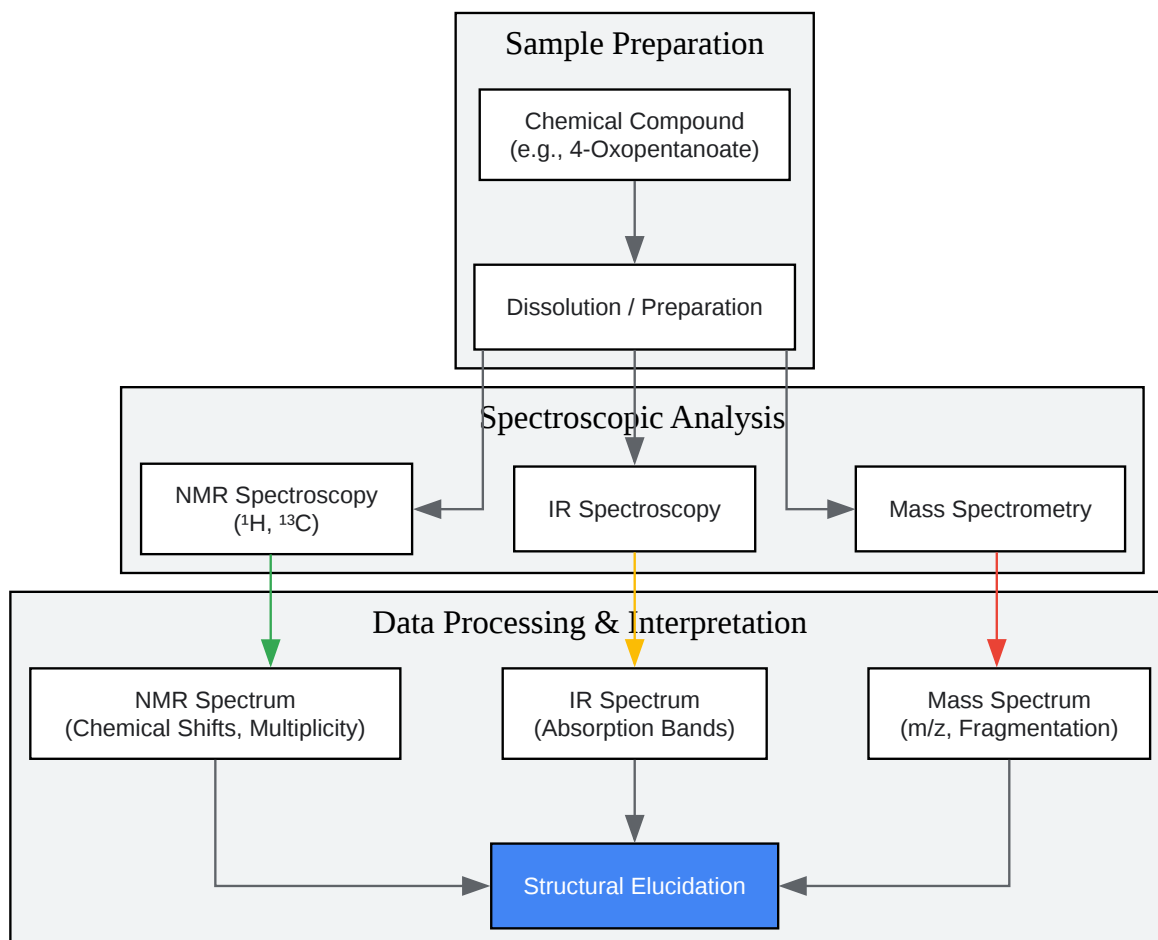 Sample Preparation
Chemical Compound
(e.g., 4-Oxopentanoate)
Dissolution / Preparation
Spectroscopic Analysis
NMR Spectroscopy
(¹H, ¹³C)
IR Spectroscopy
Mass Spectrometry
Data Processing & Interpretation
NMR Spectrum
(Chemical Shifts, Multiplicity)
IR Spectrum
(Absorption Bands)
Mass Spectrum
(m/z, Fragmentation)
Structural Elucidation